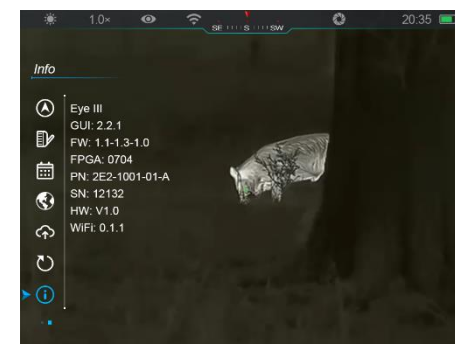 1.0×
20:35
SE S SW
Info
Eye III
GUI: 2.2.1
FW: 1.1-1.3-1.0
FPGA: 0704
PN: 2E2-1001-01-A
SN: 12132
HW: V1.0
WiFi: 0.1.1